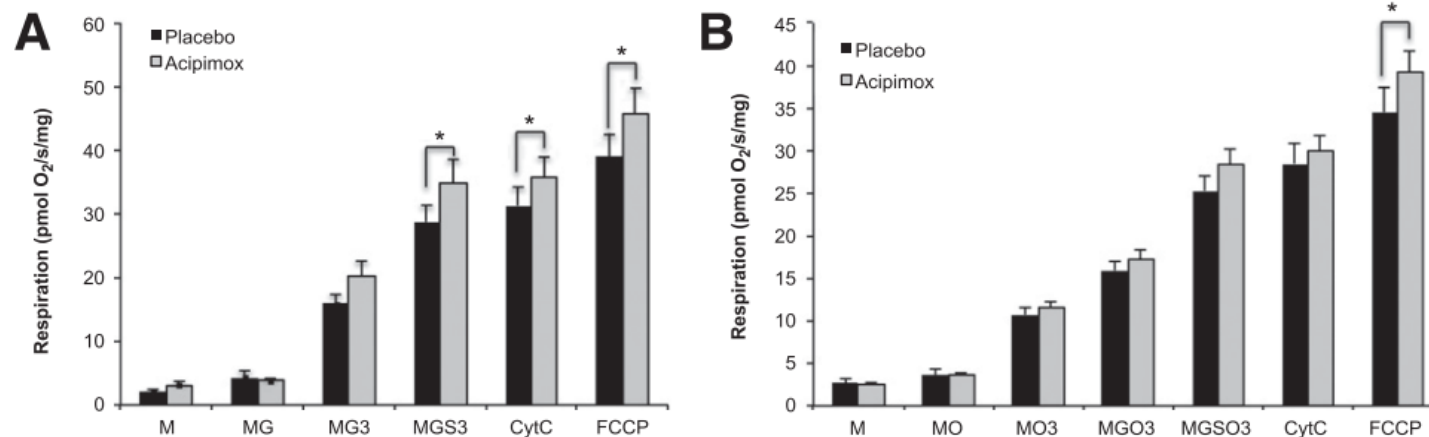 A
Respiration (pmol O2/s/mg)
60
50
40
30
20
10
0
Placebo
Acipimox
*
*
*
M MG MG3 MGS3 CytC FCCP
B
Respiration (pmol O2/s/mg)
45
40
35
30
25
20
15
10
5
0
Placebo
Acipimox
*
M MO MO3 MGO3 MGSO3 CytC FCCP